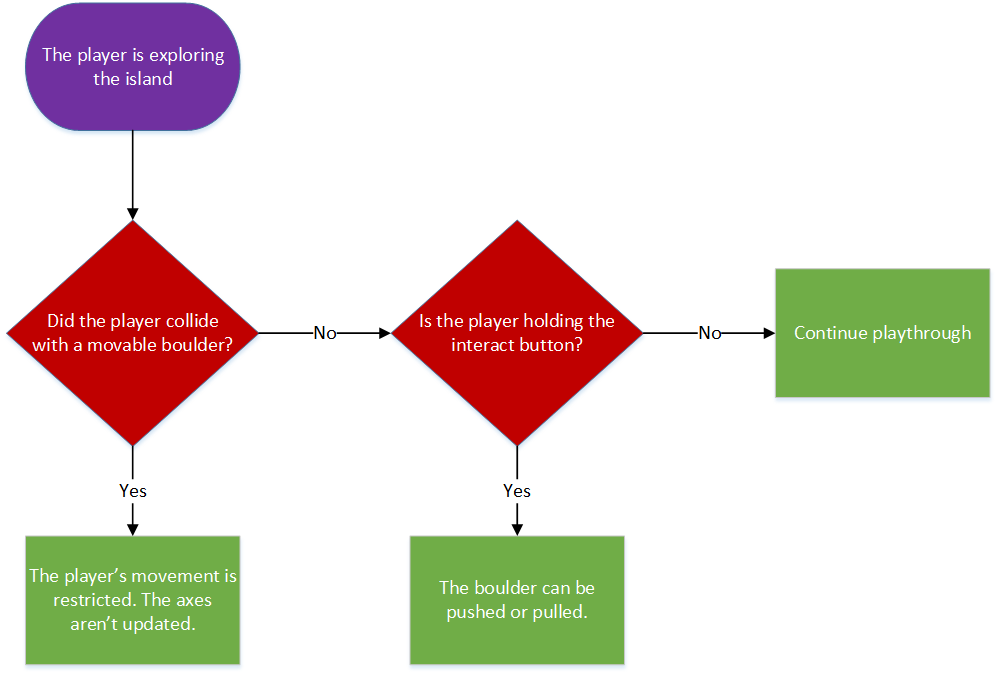 The player is exploring
the island
Did the player collide
with a movable boulder?
No
Is the player holding the
interact button?
No
Continue playthrough
Yes
Yes
The player’s movement is
restricted. The axes
aren’t updated.
The boulder can be
pushed or pulled.